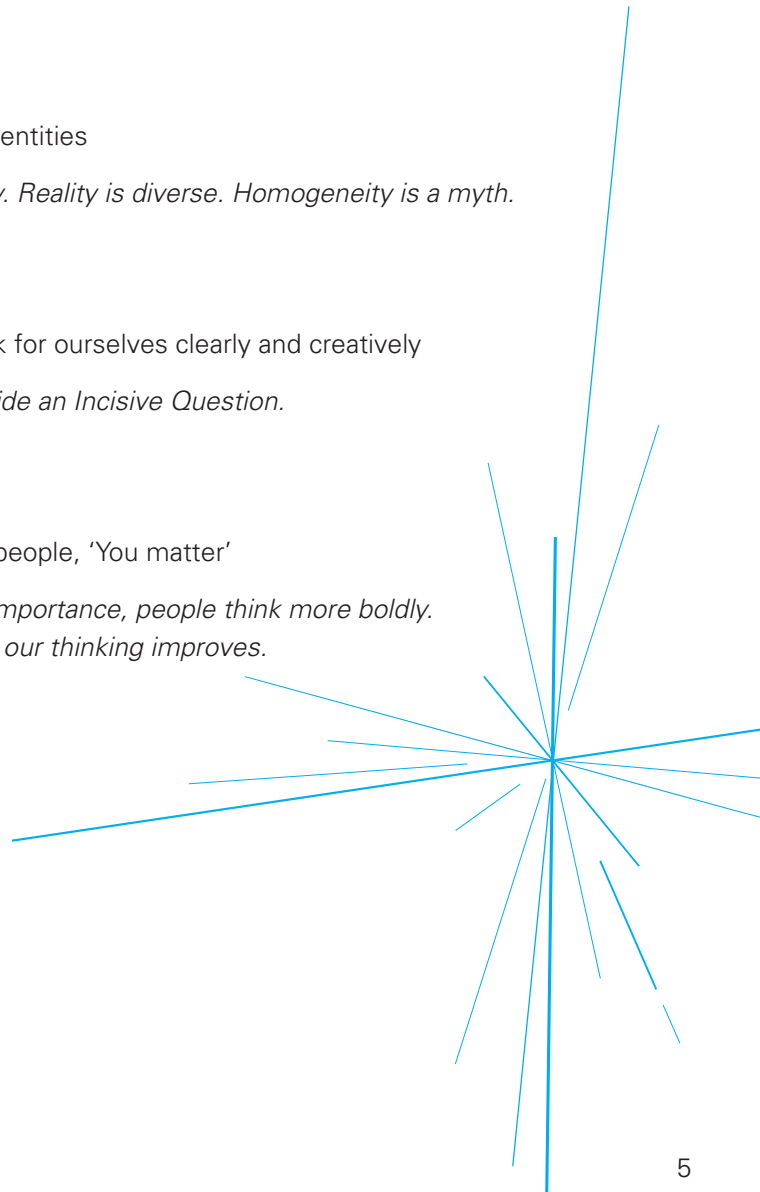 entities
. Reality is diverse. Homogeneity is a myth.
for ourselves clearly and creatively
ide an Incisive Question.
people, ‘You matter’
mportance, people think more boldly.
our thinking improves.
5